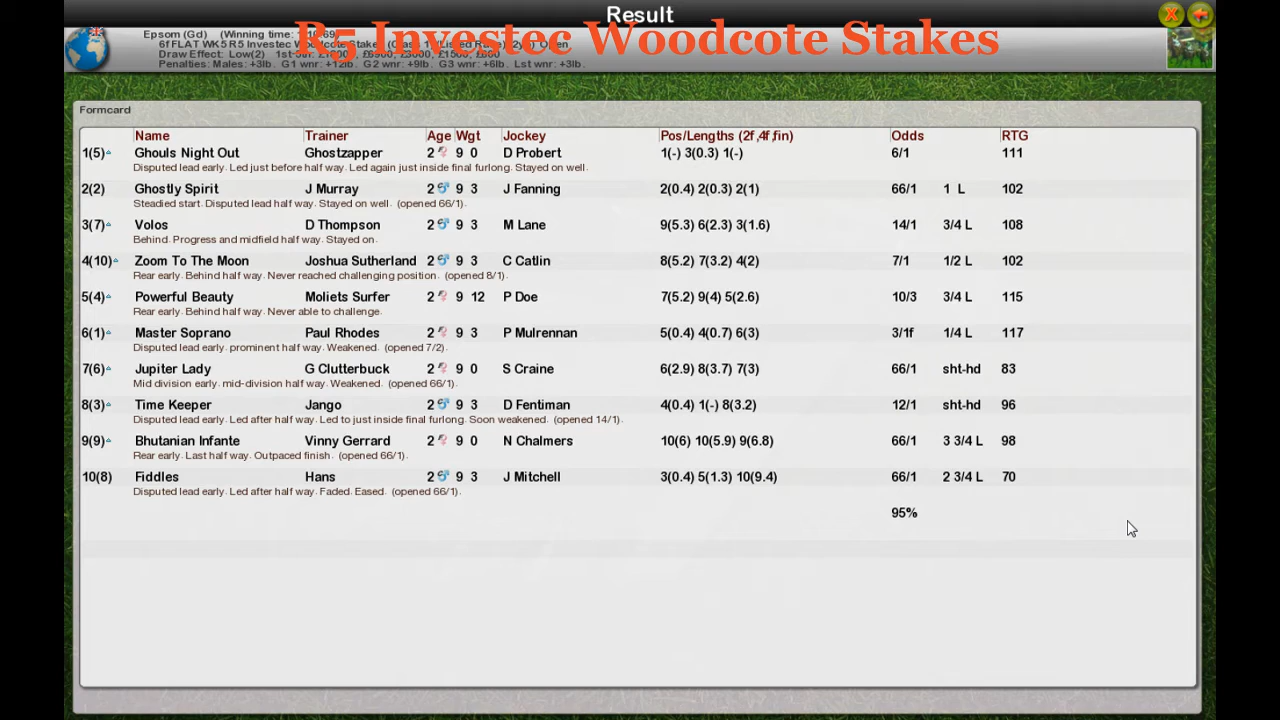 Result
R5 Investec Woodcote Stakes
Epsom (Gd) (Winning time:
6f FLAT WK5 R5 Investec
Draw Effect: Low(2)
Penalties: Males: +3lb. G1 wnr: +12lb. G2 wnr: +9lb. G3 wnr: +6lb. Lst wnr: +3lb.
Formcard
Name Trainer Age Wgt Jockey Pos/Lengths (2f,4f,fin) Odds RTG
1(5) Ghouls Night Out Ghostzapper 2 9 0 D Probert 1(-) 3(0.3) 1(-) 6/1 111
Disputed lead early. Led just before half way. Led again just inside final furlong. Stayed on well.
2(2) Ghostly Spirit J Murray 2 9 3 J Fanning 2(0.4) 2(0.3) 2(1) 66/1 1 L 102
Steadied start. Disputed lead half way. Stayed on well. (opened 66/1).
3(7) Volos D Thompson 2 9 3 M Lane 9(5.3) 6(2.3) 3(1.6) 14/1 3/4 L 108
Behind. Progress and midfield half way. Stayed on.
4(10) Zoom To The Moon Joshua Sutherland 2 9 3 C Catlin 8(5.2) 7(3.2) 4(2) 7/1 1/2 L 102
Rear early. Behind half way. Never reached challenging position. (opened 8/1).
5(4) Powerful Beauty Moliets Surfer 2 9 12 P Doe 7(5.2) 9(4) 5(2.6) 10/3 3/4 L 115
Rear early. Behind half way. Never able to challenge.
6(1) Master Soprano Paul Rhodes 2 9 3 P Mulrennan 5(0.4) 4(0.7) 6(3) 3/1f 1/4 L 117
Disputed lead early. prominent half way. Weakened. (opened 7/2).
7(6) Jupiter Lady G Clutterbuck 2 9 0 S Craine 6(2.9) 8(3.7) 7(3) 66/1 sht-hd 83
Mid division early. mid-division half way. Weakened. (opened 66/1).
8(3) Time Keeper Jango 2 9 3 D Fentiman 4(0.4) 1(-) 8(3.2) 12/1 sht-hd 96
Disputed lead early. Led after half way. Led to just inside final furlong. Soon weakened. (opened 14/1).
9(9) Bhutanian Infante Vinny Gerrard 2 9 0 N Chalmers 10(6) 10(5.9) 9(6.8) 66/1 3 3/4 L 98
Rear early. Last half way. Outpaced finish. (opened 66/1).
10(8) Fiddles Hans 2 9 3 J Mitchell 3(0.4) 5(1.3) 10(9.4) 66/1 2 3/4 L 70
Disputed lead early. Led after half way. Faded. Eased. (opened 66/1).
95%